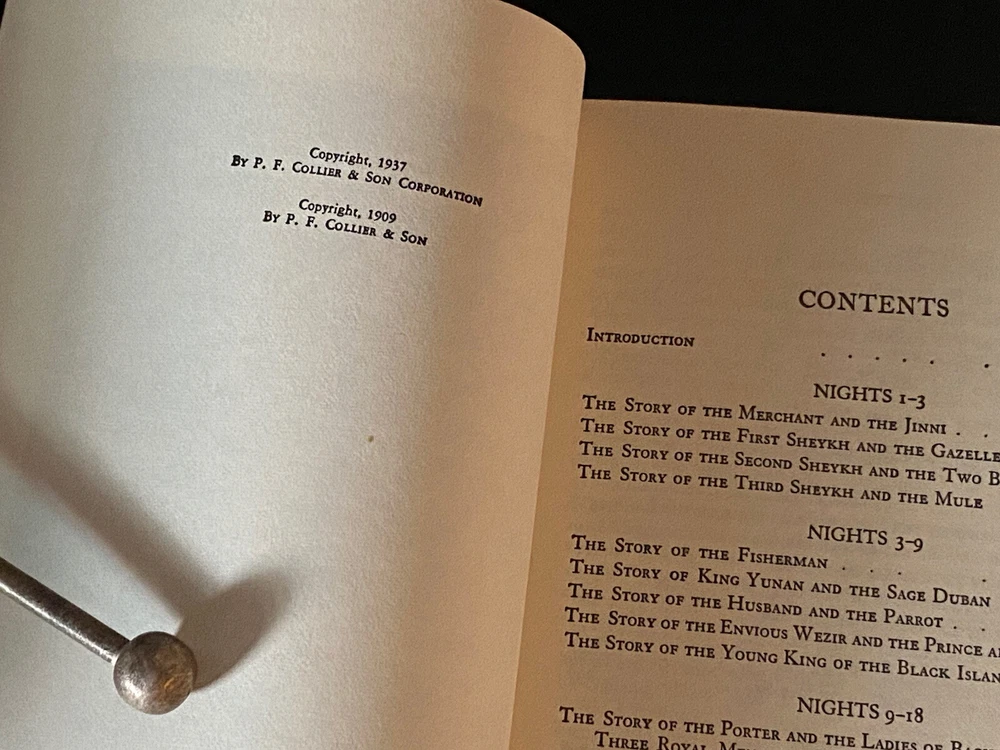 Copyright, 1937
By P. F. Collier & Son Corporation
Copyright, 1909
By P. F. Collier & Son
CONTENTS
Introduction . . . . .
NIGHTS 1–3
The Story of the Merchant and the Jinni . .
The Story of the First Sheykh and the Gazelle
The Story of the Second Sheykh and the Two
The Story of the Third Sheykh and the Mule
NIGHTS 3–9
The Story of the Fisherman . . .
The Story of King Yunan and the Sage Duban
The Story of the Husband and the Parrot . .
The Story of the Envious Wezir and the Prince
The Story of the Young King of the Black
NIGHTS 9–18
The Story of the Porter and the Ladies of
Three Royal